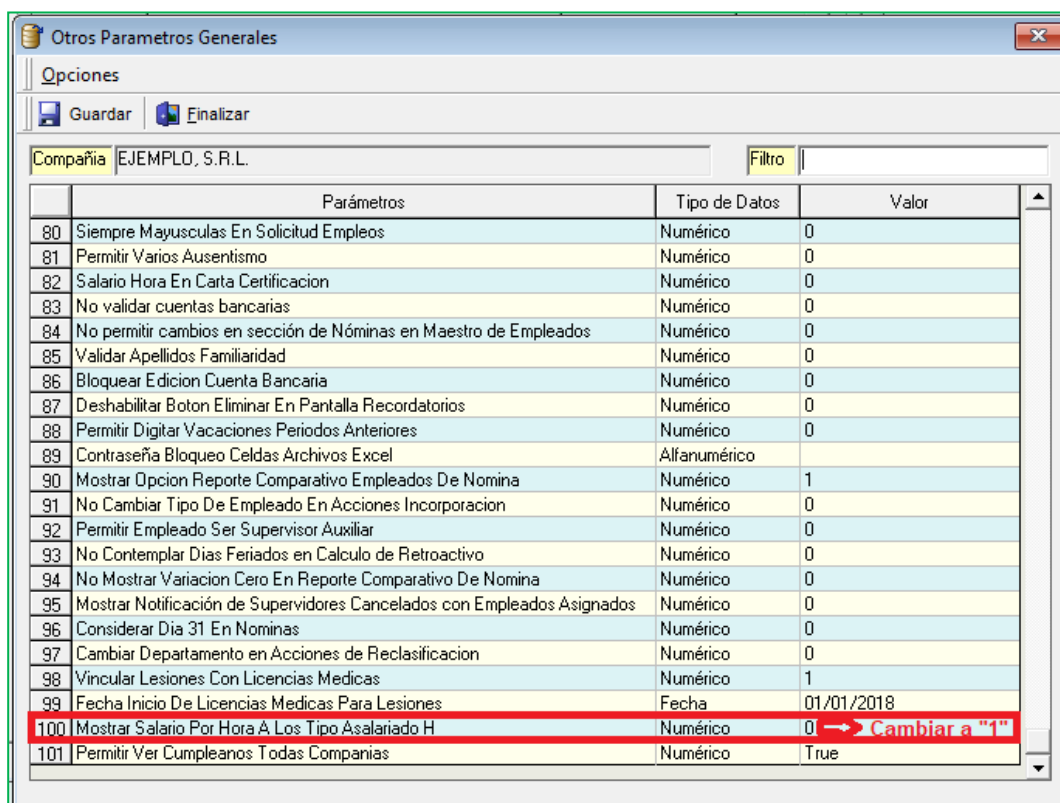 Otros Parametros Generales
Opciones
Guardar Finalizar
Compañia EJEMPLO, S.R.L. Filtro
Parámetros Tipo de Datos Valor
80 Siempre Mayusculas En Solicitud Empleos Numérico 0
81 Permitir Varios Ausentismo Numérico 0
82 Salario Hora En Carta Certificacion Numérico 0
83 No validar cuentas bancarias Numérico 0
84 No permitir cambios en sección de Nóminas en Maestro de Empleados Numérico 0
85 Validar Apellidos Familiaridad Numérico 0
86 Bloquear Edicion Cuenta Bancaria Numérico 0
87 Deshabilitar Boton Eliminar En Pantalla Recordatorios Numérico 0
88 Permitir Digitar Vacaciones Periodos Anteriores Numérico 0
89 Contraseña Bloqueo Celdas Archivos Excel Alfanumérico
90 Mostrar Opcion Reporte Comparativo Empleados De Nomina Numérico 1
91 No Cambiar Tipo De Empleado En Acciones Incorporacion Numérico 0
92 Permitir Empleado Ser Supervisor Auxiliar Numérico 0
93 No Contemplar Dias Feriados en Calculo de Retroactivo Numérico 0
94 No Mostrar Variacion Cero En Reporte Comparativo De Nomina Numérico 0
95 Mostrar Notificación de Supervidores Cancelados con Empleados Asignados Numérico 0
96 Considerar Dia 31 En Nominas Numérico 0
97 Cambiar Departamento en Acciones de Reclasificacion Numérico 0
98 Vincular Lesiones Con Licencias Medicas Numérico 1
99 Fecha Inicio De Licencias Medicas Para Lesiones Fecha 01/01/2018
100 Mostrar Salario Por Hora A Los Tipo Asalariado H Numérico 0 Cambiar a "1"
101 Permitir Ver Cumpleanos Todas Companias Numérico True